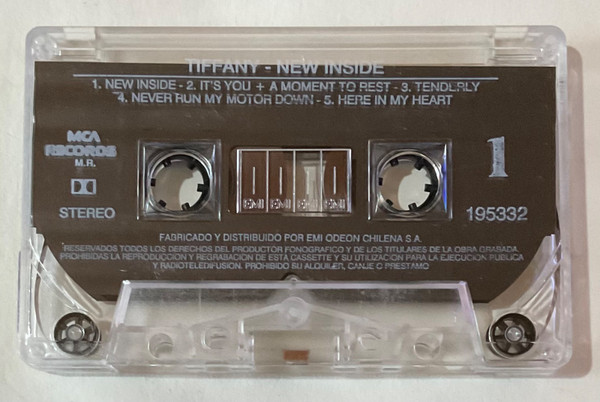 TIFFANY - NEW INSIDE
1. NEW INSIDE - 2. IT'S YOU + A MOMENT TO REST - 3. TENDERLY
4. NEVER RUN MY MOTOR DOWN - 5. HERE IN MY HEART
MCA
RECORDS
M.R.
1
EMI EMI EMI EMI
STEREO
195332
FABRICADO Y DISTRIBUIDO POR EMI ODEON CHILENA S.A.
RESERVADOS TODOS LOS DERECHOS DEL PRODUCTOR FONOGRAFICO Y DE LOS TITULARES DE LA OBRA GRABADA.
PROHIBIDAS LA REPRODUCCION Y REGRABACION DE ESTA CASSETTE Y SU UTILIZACION PARA LA EJECUCION PUBLICA
Y RADIOTELEDIFUSION. PROHIBIDO SU ALQUILER, CANJE O PRESTAMO